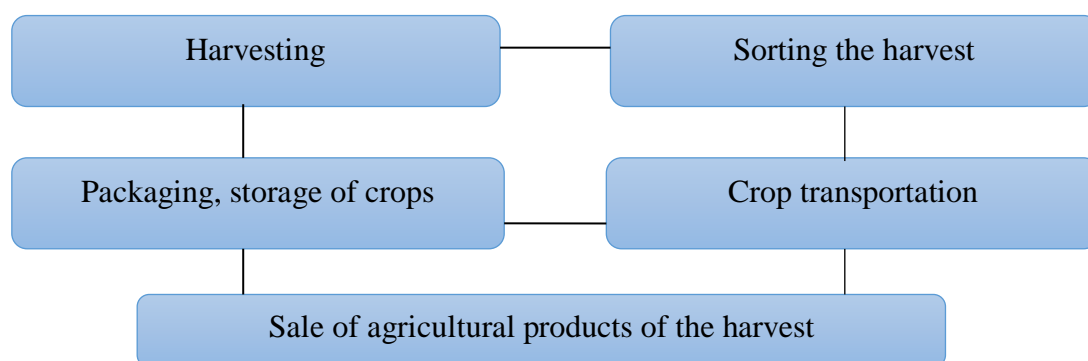 Harvesting
Sorting the harvest
Packaging, storage of crops
Crop transportation
Sale of agricultural products of the harvest